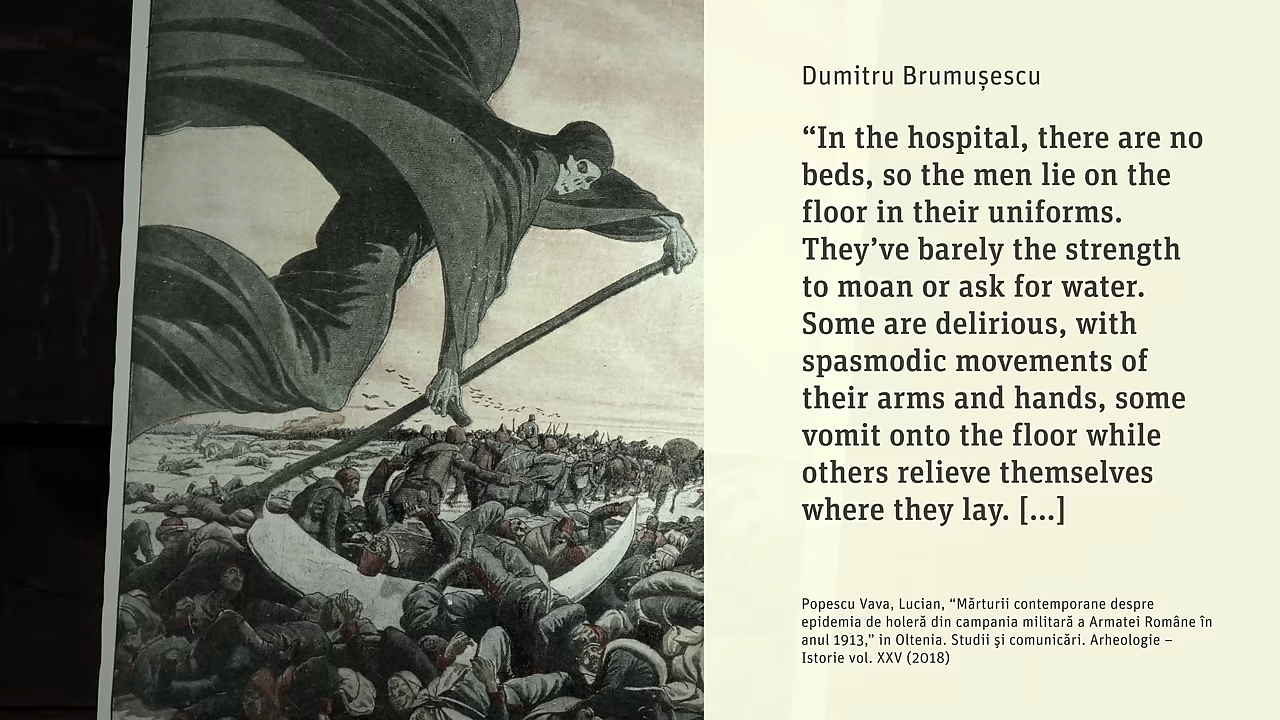 Dumitru Brumușescu
“In the hospital, there are no
beds, so the men lie on the
floor in their uniforms.
They’ve barely the strength
to moan or ask for water.
Some are delirious, with
spasmodic movements of
their arms and hands, some
vomit onto the floor while
others relieve themselves
where they lay. [...]
Popescu Vava, Lucian, “Mărturii contemporane despre
epidemia de holeră din campania militară a Armatei Române în
anul 1913,” in Oltenia. Studii şi comunicări. Arheologie –
Istorie vol. XXV (2018)